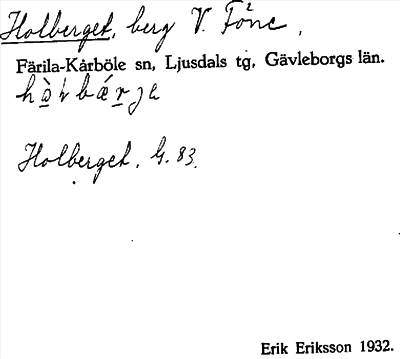 Holberget, berg V. Föne,
Färila-Kårböle sn, Ljusdals tg, Gävleborgs län.
Holberget. G. 83.
Erik Eriksson 1932.